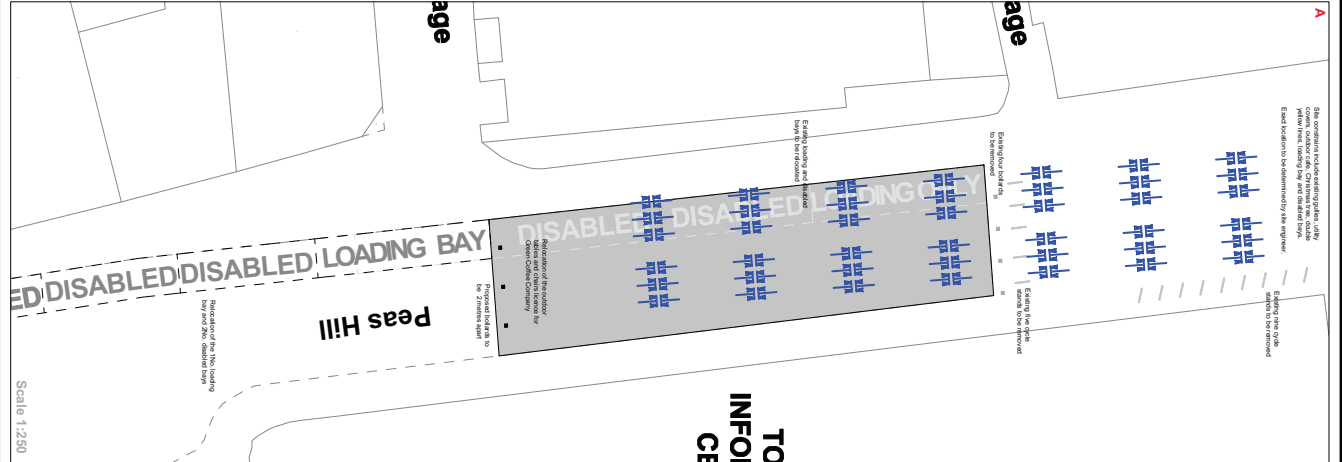 A
age
age
Site constrains include existing gullies, utility
covers, outdoor cafe, Christmas tree, double
yellow lines, loading bay and disabled bays.
Exact location to be determined by site engineer.
Existing four bollards
to be removed
Existing loading and disabled
bays to be relocated
DISABLED DISABLED LOADING ONLY
Relocation of the outdoor
tables and chairs licence for
Green Coffee Company
Proposed bollards to
be 2 metres apart
Existing five cycle
stands to be removed
Existing nine cycle
stands to be removed
ED DISABLED DISABLED LOADING BAY
Peas Hill
Relocation of the 1No. loading
bay and 2No. disabled bays
Scale 1:250
TO
INFOR
CE